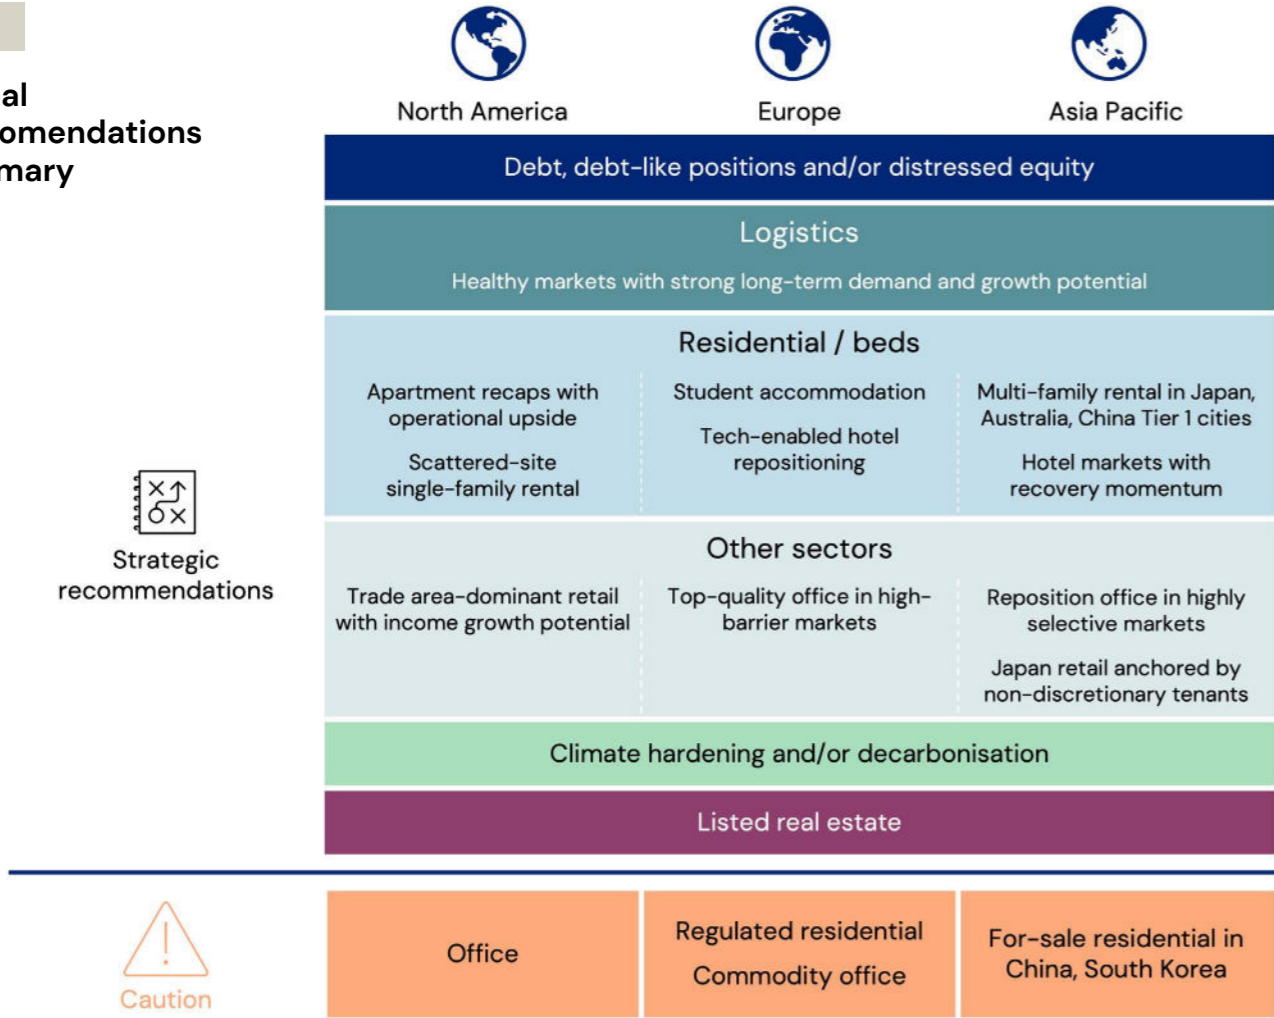 al
omendations
mary
North America
Europe
Asia Pacific
Debt, debt-like positions and/or distressed equity
Logistics
Healthy markets with strong long-term demand and growth potential
Residential / beds
Apartment recaps with
operational upside
Scattered-site
single-family rental
Student accommodation
Tech-enabled hotel
repositioning
Multi-family rental in Japan,
Australia, China Tier 1 cities
Hotel markets with
recovery momentum
Strategic
recommendations
Other sectors
Trade area-dominant retail
with income growth potential
Top-quality office in high-
barrier markets
Reposition office in highly
selective markets
Japan retail anchored by
non-discretionary tenants
Climate hardening and/or decarbonisation
Listed real estate
Caution
Office
Regulated residential
Commodity office
For-sale residential in
China, South Korea